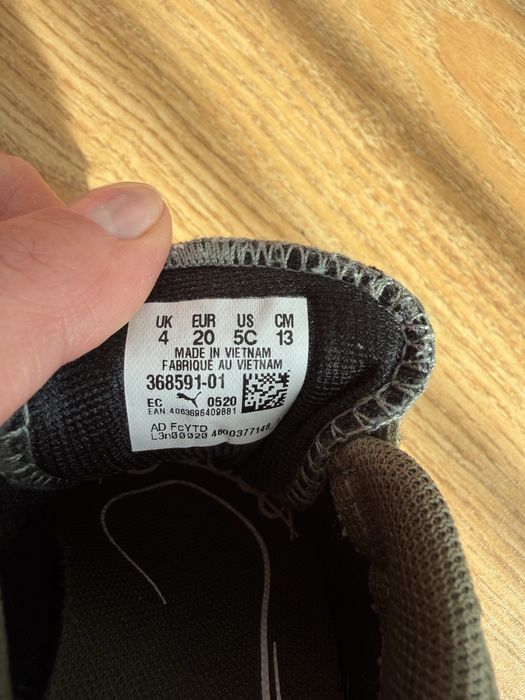 UK EUR US CM
4 20 5C 13
MADE IN VIETNAM
FABRIQUE AU VIETNAM
368591-01
EC 0520
EAN:4063696409881
AD FcYTD
L3n00020 4800377148